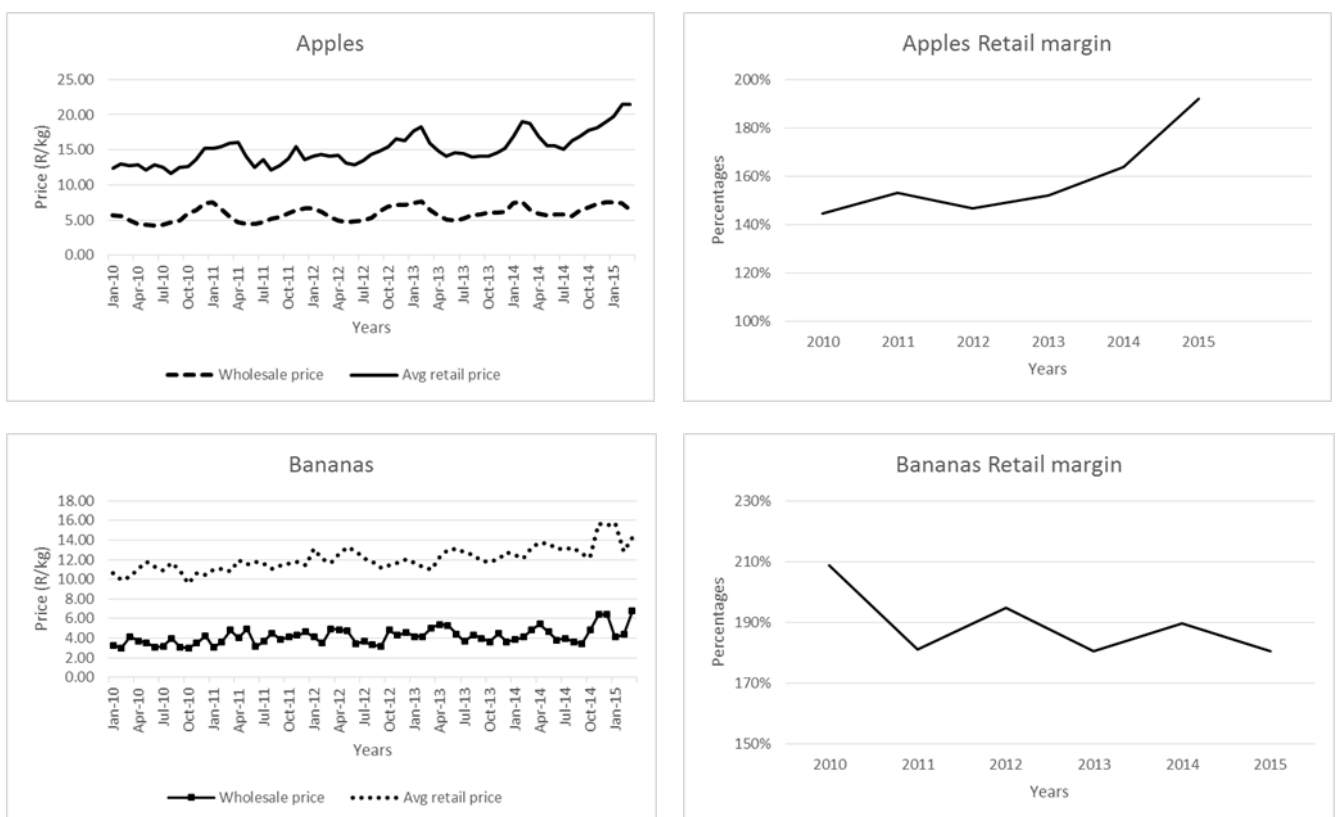 Apples
Price (R/kg)
25.00
20.00
15.00
10.00
5.00
0.00
Jan-10
Apr-10
Jul-10
Oct-10
Jan-11
Apr-11
Jul-11
Oct-11
Jan-12
Apr-12
Jul-12
Oct-12
Jan-13
Apr-13
Jul-13
Oct-13
Jan-14
Apr-14
Jul-14
Oct-14
Jan-15
Years
Wholesale price
Avg retail price
Apples Retail margin
Percentages
200%
180%
160%
140%
120%
100%
2010
2011
2012
2013
2014
2015
Years
Bananas
Price (R/kg)
18.00
16.00
14.00
12.00
10.00
8.00
6.00
4.00
2.00
0.00
Jan-10
Apr-10
Jul-10
Oct-10
Jan-11
Apr-11
Jul-11
Oct-11
Jan-12
Apr-12
Jul-12
Oct-12
Jan-13
Apr-13
Jul-13
Oct-13
Jan-14
Apr-14
Jul-14
Oct-14
Jan-15
Years
Wholesale price
Avg retail price
Bananas Retail margin
Percentages
230%
210%
190%
170%
150%
2010
2011
2012
2013
2014
2015
Years